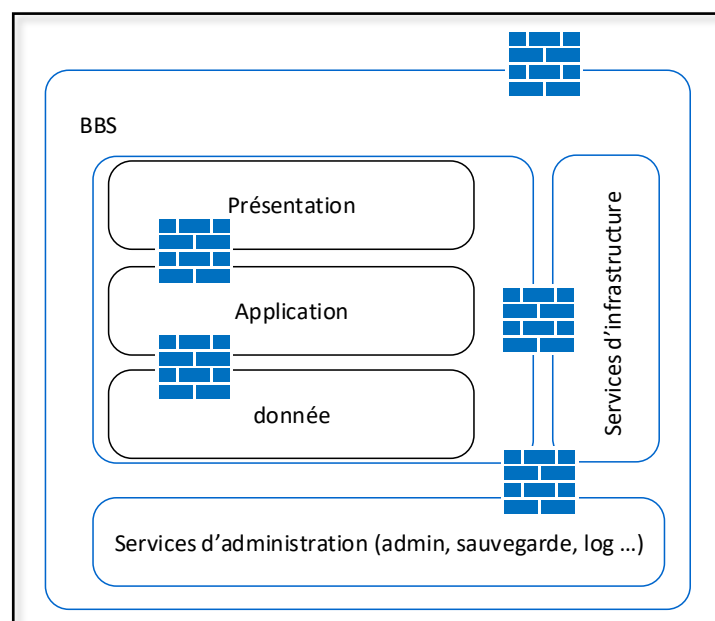 BBS
Présentation
Application
donnée
Services d’infrastructure
Services d’administration (admin, sauvegarde, log …)